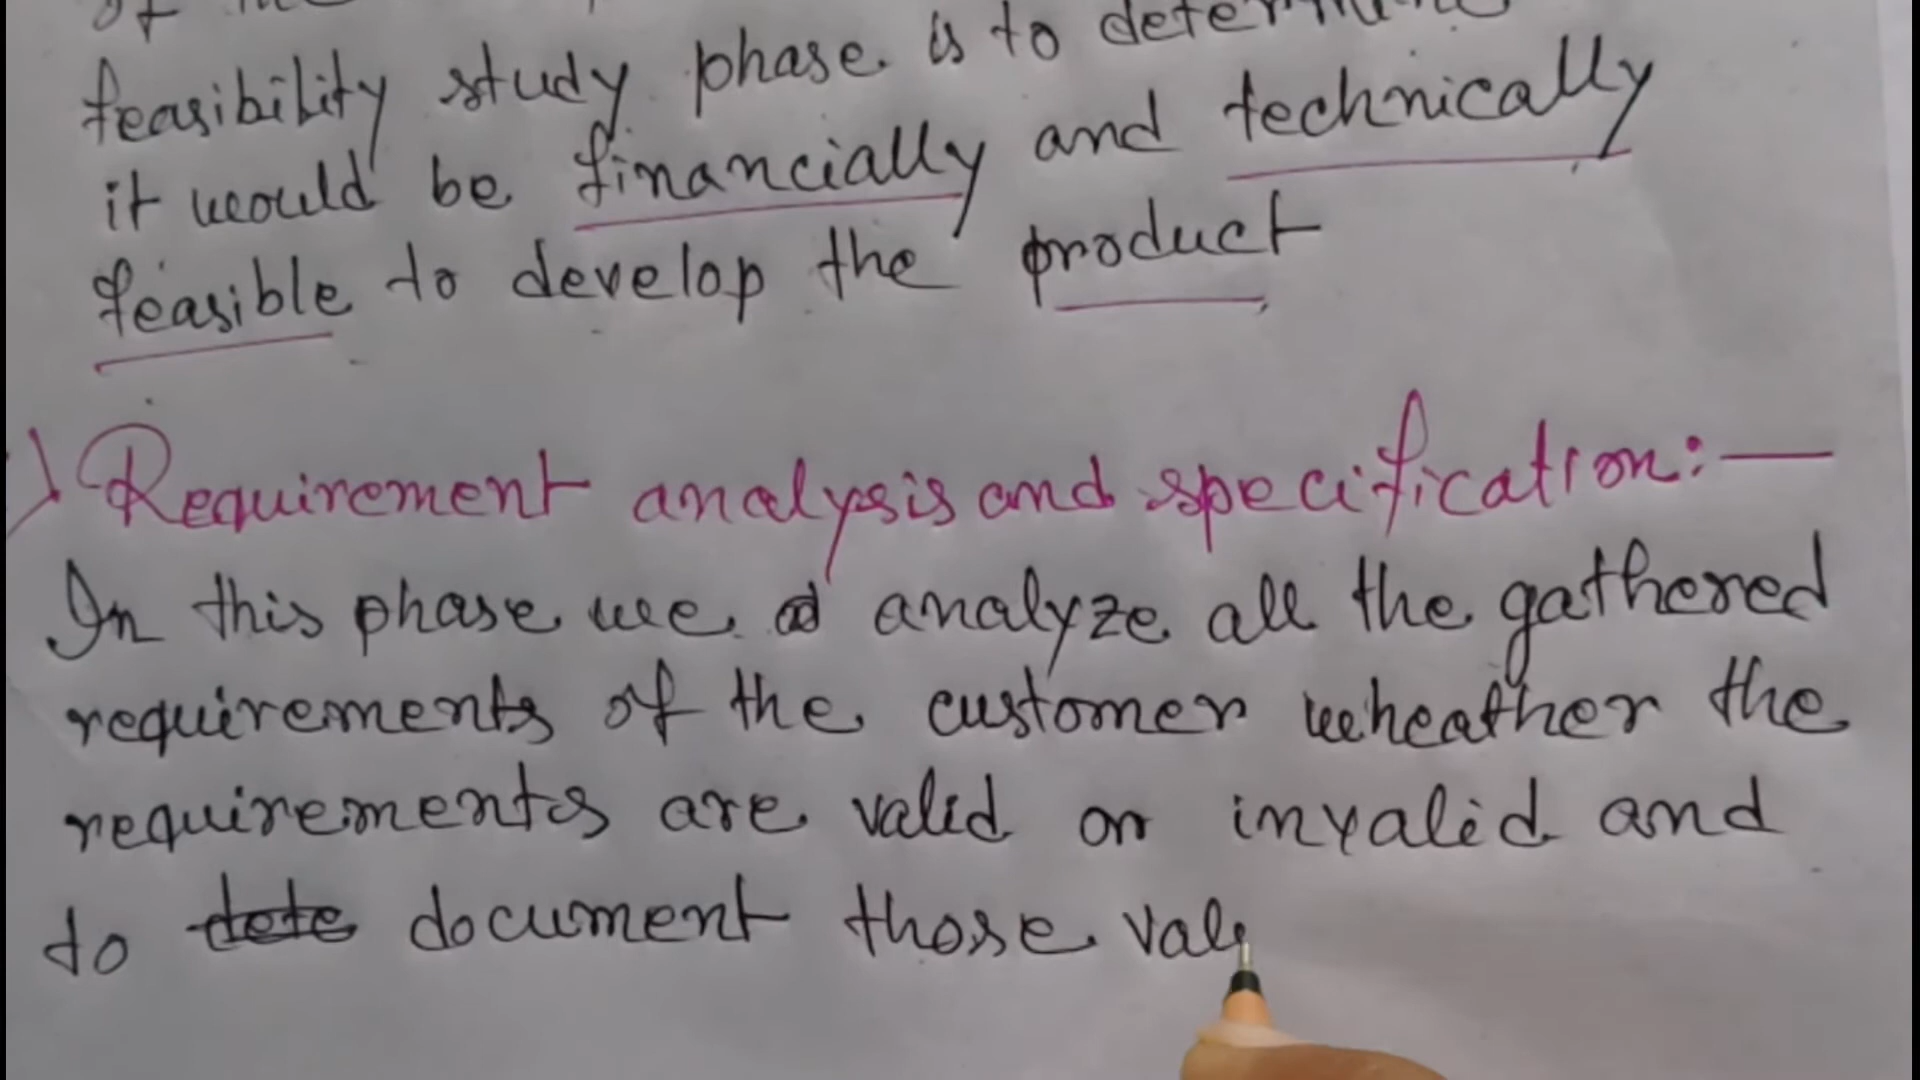 feasibility study phase is to determine
it would be financially and technically
feasible to develop the product
Requirement analysis and specification:—
In this phase we analyze all the gathered
requirements of the customer wheather the
requirements are valid or invalid and
to document those val